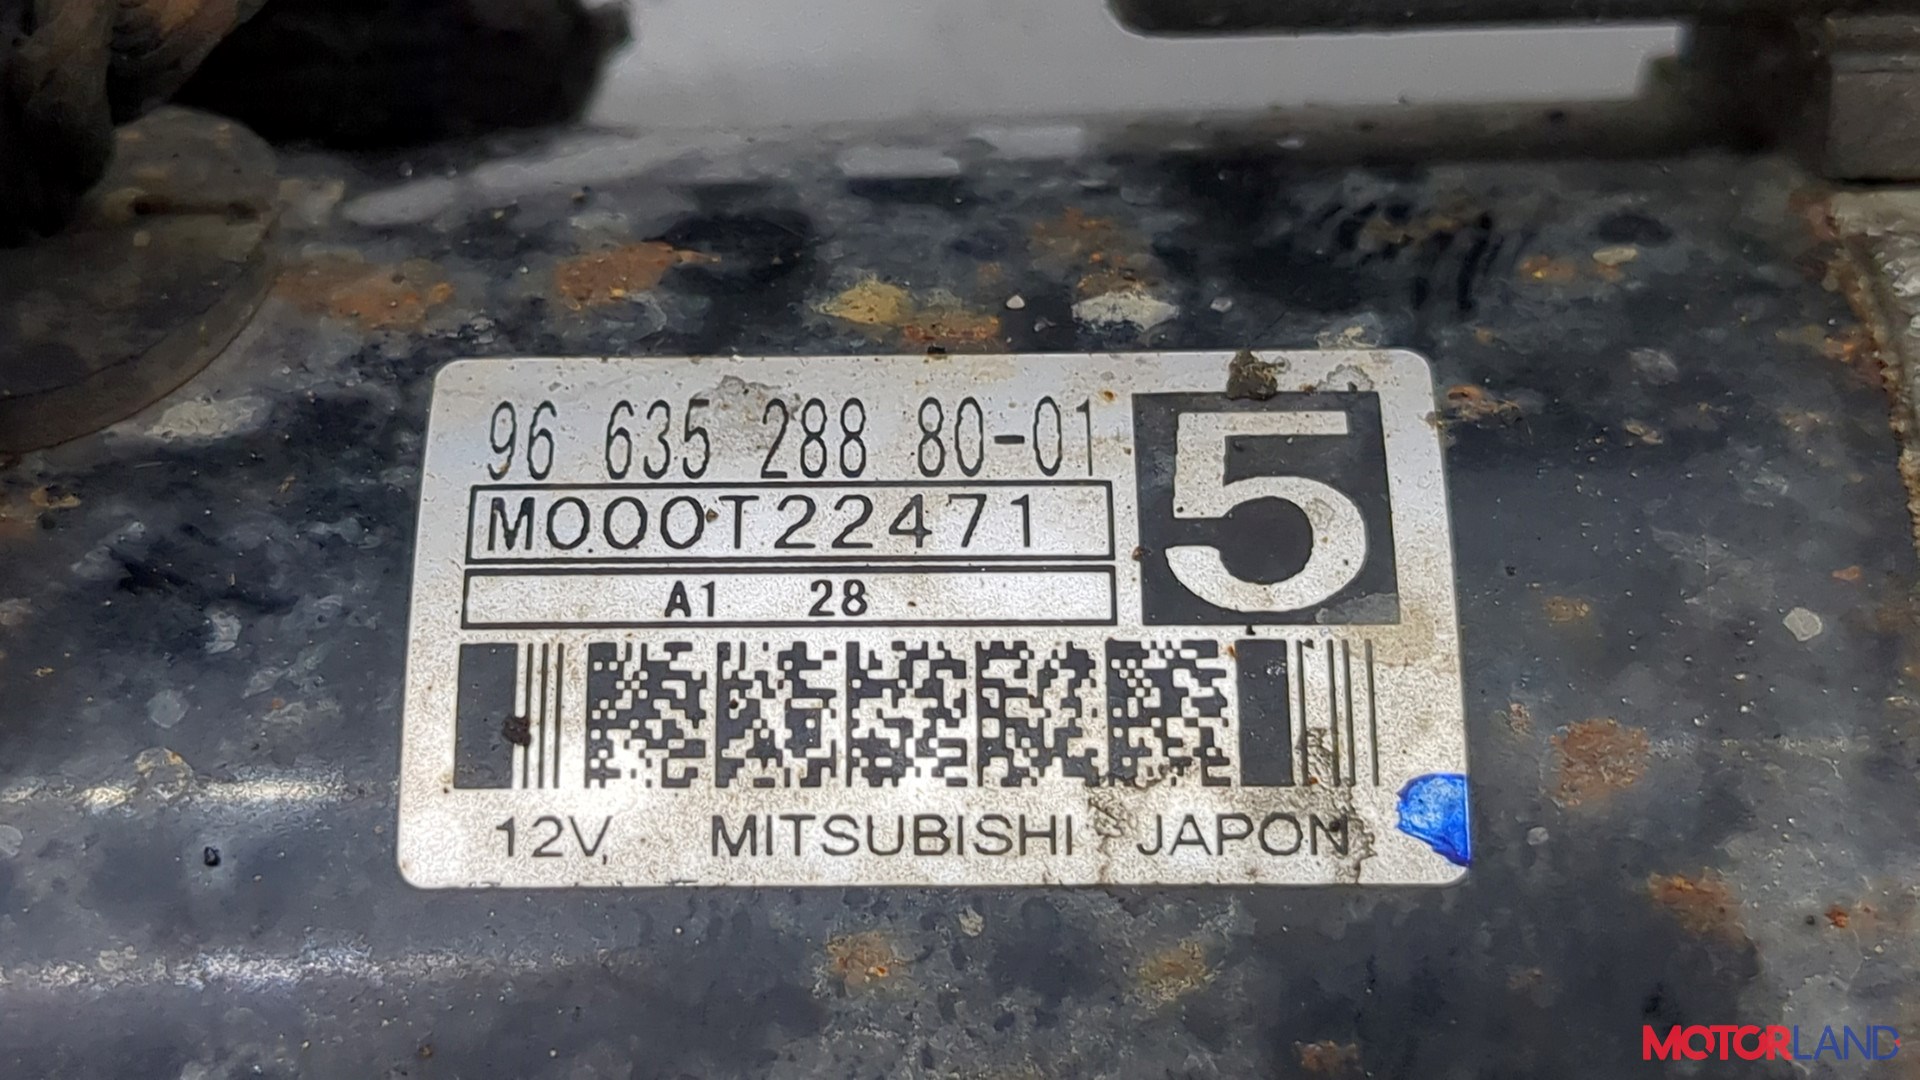 96 635 288 80-01
5
M000T22471
A1 28
12V, MITSUBISHI JAPON
MOTORLAND